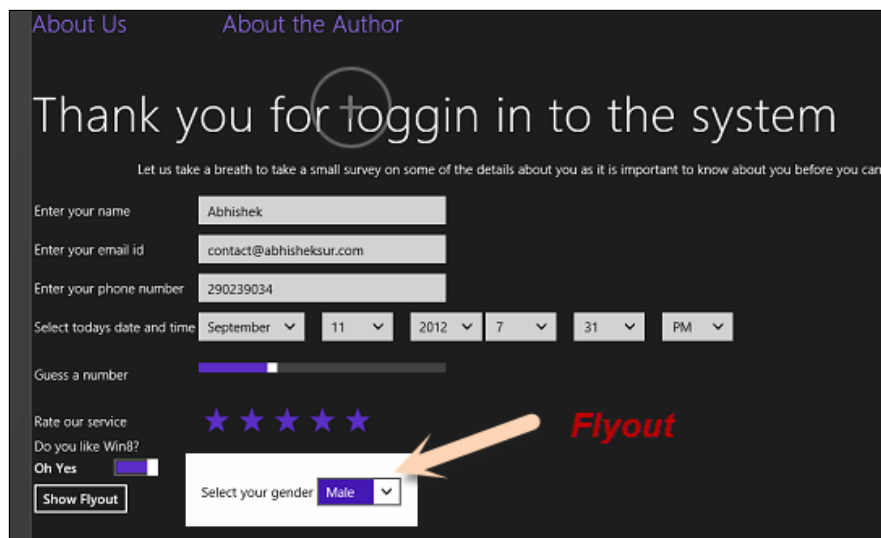 About Us About the Author
Thank you for loggin in to the system
Let us take a breath to take a small survey on some of the details about you as it is important to know about you before you can
Enter your name Abhishek
Enter your email id contact@abhisheksur.com
Enter your phone number 290239034
Select todays date and time September 11 2012 7 31 PM
Guess a number
Rate our service
Flyout
Do you like Win8?
Oh Yes
Show Flyout
Select your gender Male